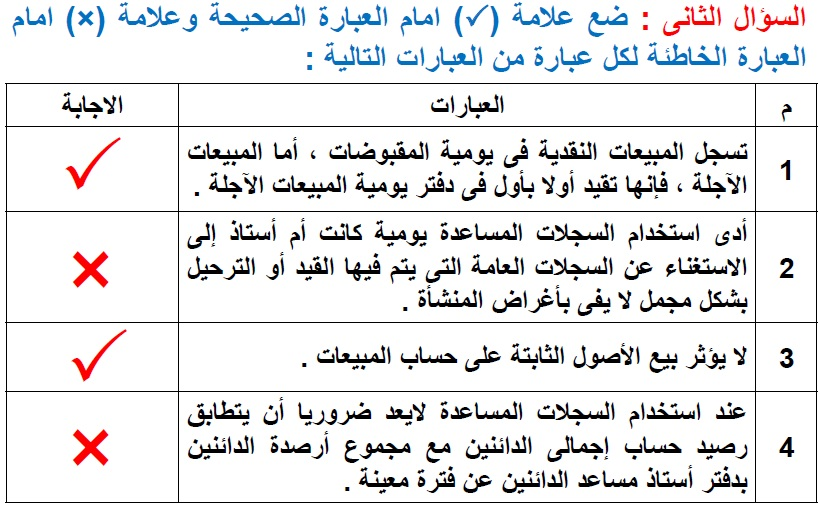 السؤال الثانى : ضع علامة (✓) امام العبارة الصحيحة وعلامة (×) امام
العبارة الخاطئة لكل عبارة من العبارات التالية :
م العبارات الاجابة
1 تسجل المبيعات النقدية فى يومية المقبوضات ، أما المبيعات
الآجلة ، فإنها تقيد أولا بأول فى دفتر يومية المبيعات الآجلة . ✓
2 أدى استخدام السجلات المساعدة يومية كانت أم أستاذ إلى
الاستغناء عن السجلات العامة التى يتم فيها القيد أو الترحيل
بشكل مجمل لا يفى بأغراض المنشأة . ×
3 لا يؤثر بيع الأصول الثابتة على حساب المبيعات . ✓
4 عند استخدام السجلات المساعدة لايعد ضروريا أن يتطابق
رصيد حساب إجمالى الدائنين مع مجموع أرصدة الدائنين
بدفتر أستاذ مساعد الدائنين عن فترة معينة . ×